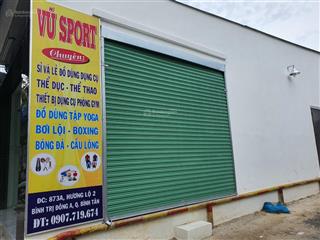 VŨ SPORT
Chuyên
SỈ VÀ LẺ ĐỒ DÙNG DỤNG CỤ
THỂ DỤC - THỂ THAO
THIẾT BỊ DỤNG CỤ PHÒNG GYM
ĐỒ DÙNG TẬP YOGA
BƠI LỘI - BOXING
BÓNG ĐÁ - CẦU LÔNG
ĐC: 873A, HƯƠNG LỘ 2
BÌNH TRỊ ĐÔNG A, Q. BÌNH TÂN
ĐT: 0907.719.674